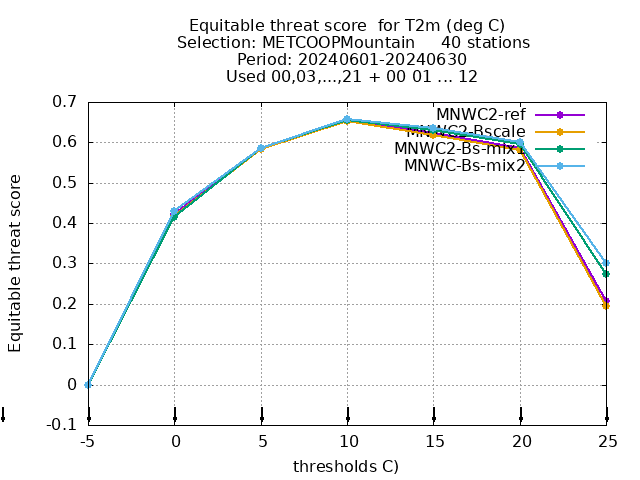 Equitable threat score  for T2m (deg C)
Selection: METCOOPMountain     40 stations
Period: 20240601-20240630
Used 00,03,...,21 + 00 01 ... 12
0.7
0.6
0.5
0.4
0.3
0.2
0.1
0
-0.1
Equitable threat score
MNWC2-ref
MNWC2-Bscale
MNWC2-Bs-mix1
MNWC-Bs-mix2
-5 0 5 10 15 20 25
thresholds C)